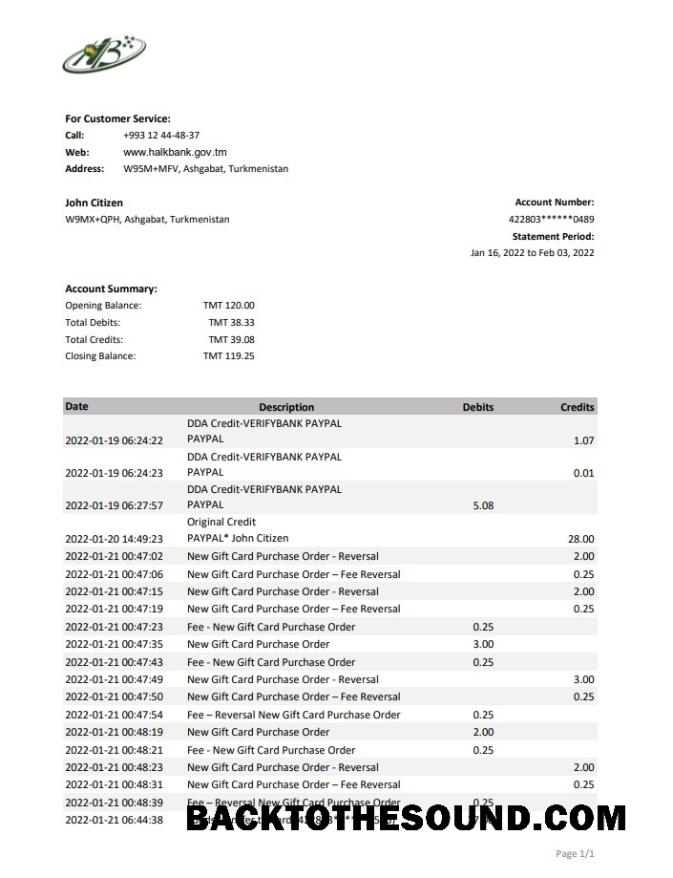 For Customer Service:
Call: +993 12 44-48-37
Web: www.halkbank.gov.tm
Address: W95M+MFV, Ashgabat, Turkmenistan
John Citizen
W9MX+QPH, Ashgabat, Turkmenistan
Account Number:
422803******0489
Statement Period:
Jan 16, 2022 to Feb 03, 2022
Account Summary:
Opening Balance: TMT 120.00
Total Debits: TMT 38.33
Total Credits: TMT 39.08
Closing Balance: TMT 119.25
Date Description Debits Credits
DDA Credit-VERIFYBANK PAYPAL
2022-01-19 06:24:22 PAYPAL 1.07
DDA Credit-VERIFYBANK PAYPAL
2022-01-19 06:24:23 PAYPAL 0.01
DDA Credit-VERIFYBANK PAYPAL
2022-01-19 06:27:57 PAYPAL 5.08
Original Credit
2022-01-20 14:49:23 PAYPAL* John Citizen 28.00
2022-01-21 00:47:02 New Gift Card Purchase Order - Reversal 2.00
2022-01-21 00:47:06 New Gift Card Purchase Order – Fee Reversal 0.25
2022-01-21 00:47:15 New Gift Card Purchase Order - Reversal 2.00
2022-01-21 00:47:19 New Gift Card Purchase Order – Fee Reversal 0.25
2022-01-21 00:47:23 Fee - New Gift Card Purchase Order 0.25
2022-01-21 00:47:35 New Gift Card Purchase Order 3.00
2022-01-21 00:47:43 Fee - New Gift Card Purchase Order 0.25
2022-01-21 00:47:49 New Gift Card Purchase Order - Reversal 3.00
2022-01-21 00:47:50 New Gift Card Purchase Order – Fee Reversal 0.25
2022-01-21 00:47:54 Fee – Reversal New Gift Card Purchase Order 0.25
2022-01-21 00:48:19 New Gift Card Purchase Order 2.00
2022-01-21 00:48:21 Fee - New Gift Card Purchase Order 0.25
2022-01-21 00:48:23 New Gift Card Purchase Order - Reversal 2.00
2022-01-21 00:48:31 New Gift Card Purchase Order – Fee Reversal 0.25
2022-01-21 00:48:39 Fee – Reversal New Gift Card Purchase Order 0.25
2022-01-21 06:44:38
BACKTOTHESOUND.COM
Page 1/1